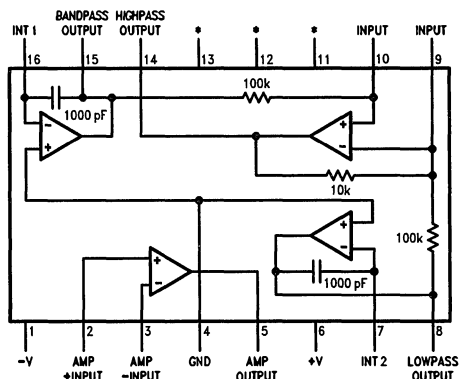 INT 1
BANDPASS
OUTPUT
HIGHPASS
OUTPUT
*
*
*
INPUT
INPUT
16
15
14
13
12
11
10
9
100k
1000 pF
-
+
+
-
10k
100k
+
-
+
-
1000 pF
1
2
3
4
5
6
7
8
-V
AMP
+INPUT
AMP
-INPUT
GND
AMP
OUTPUT
+V
INT 2
LOWPASS
OUTPUT